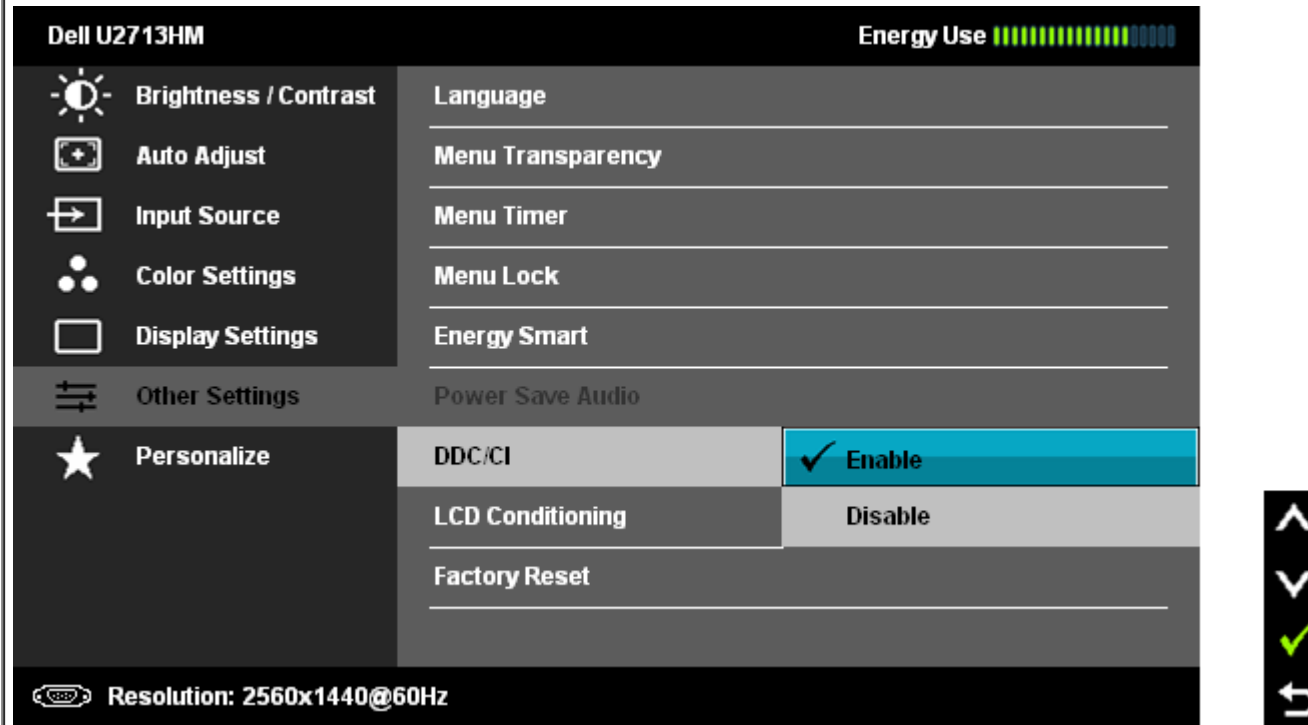 Dell U2713HM Energy Use
Brightness / Contrast Language
Auto Adjust Menu Transparency
Input Source Menu Timer
Color Settings Menu Lock
Display Settings Energy Smart
Other Settings Power Save Audio
Personalize DDC/CI Enable
LCD Conditioning Disable
Factory Reset
Resolution: 2560x1440@60Hz